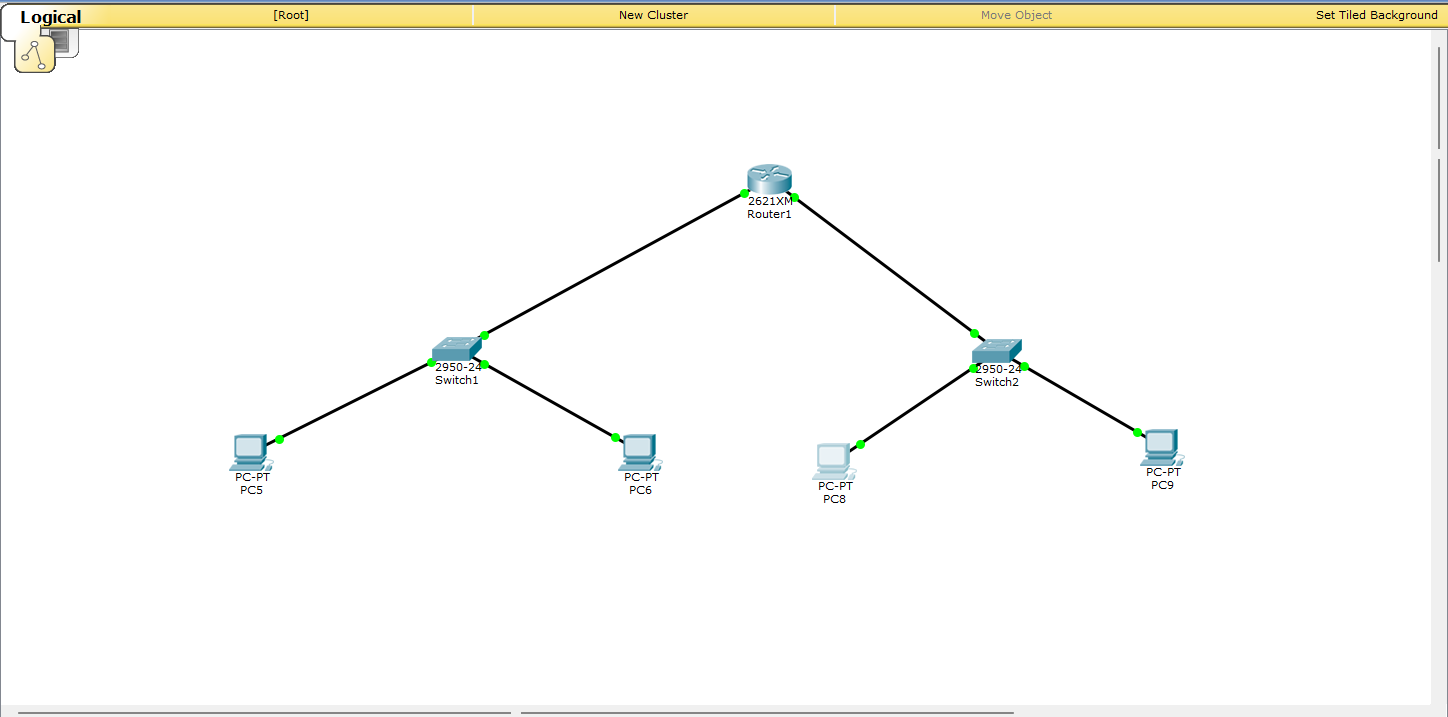 Logical
[Root]
New Cluster
Move Object
Set Tiled Background
2621XM
Router1
2950-24
Switch1
2950-24
Switch2
PC-PT
PC5
PC-PT
PC6
PC-PT
PC8
PC-PT
PC9